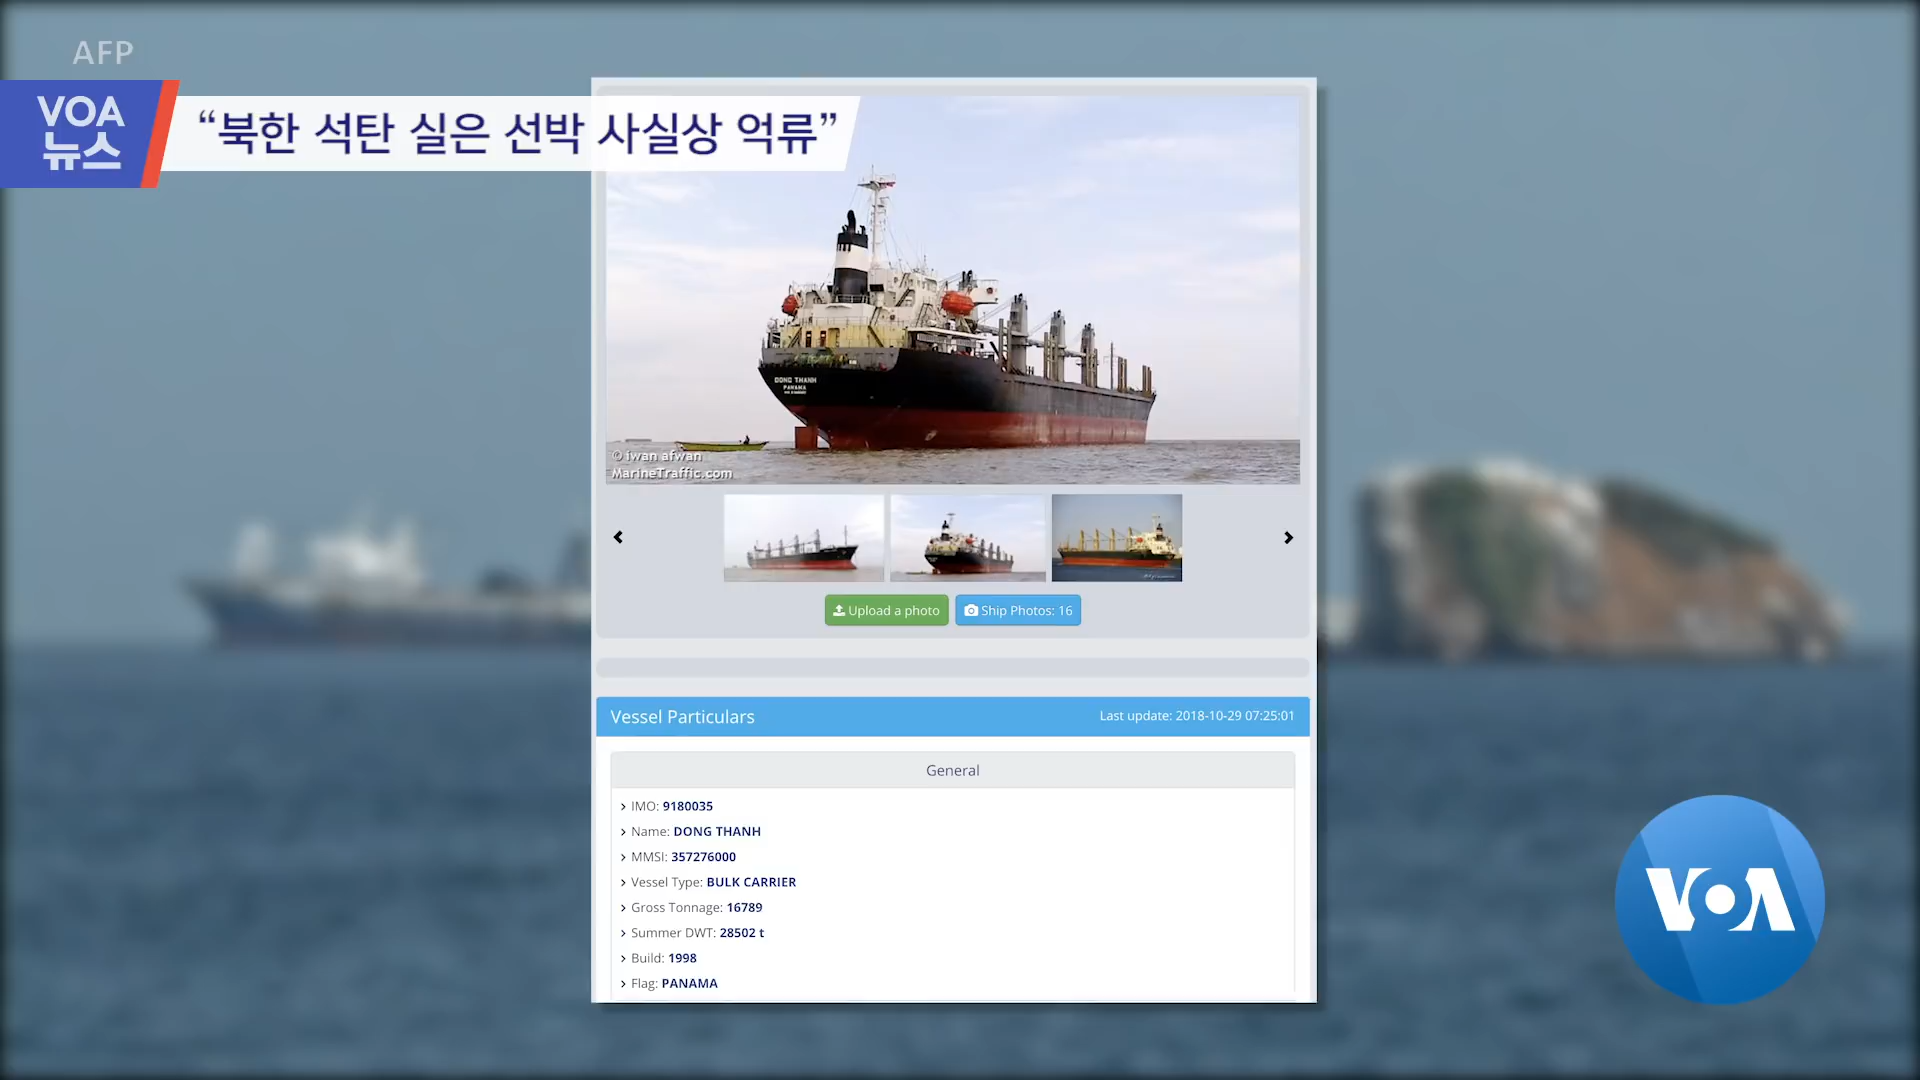 AFP
VOA
뉴스
“북한 석탄 실은 선박 사실상 억류”
DONG THANH
PANAMA
© iwan afwan
MarineTraffic.com
Upload a photo
Ship Photos: 16
Vessel Particulars
Last update: 2018-10-29 07:25:01
General
IMO: 9180035
Name: DONG THANH
MMSI: 357276000
Vessel Type: BULK CARRIER
Gross Tonnage: 16789
Summer DWT: 28502 t
Build: 1998
Flag: PANAMA
VOA